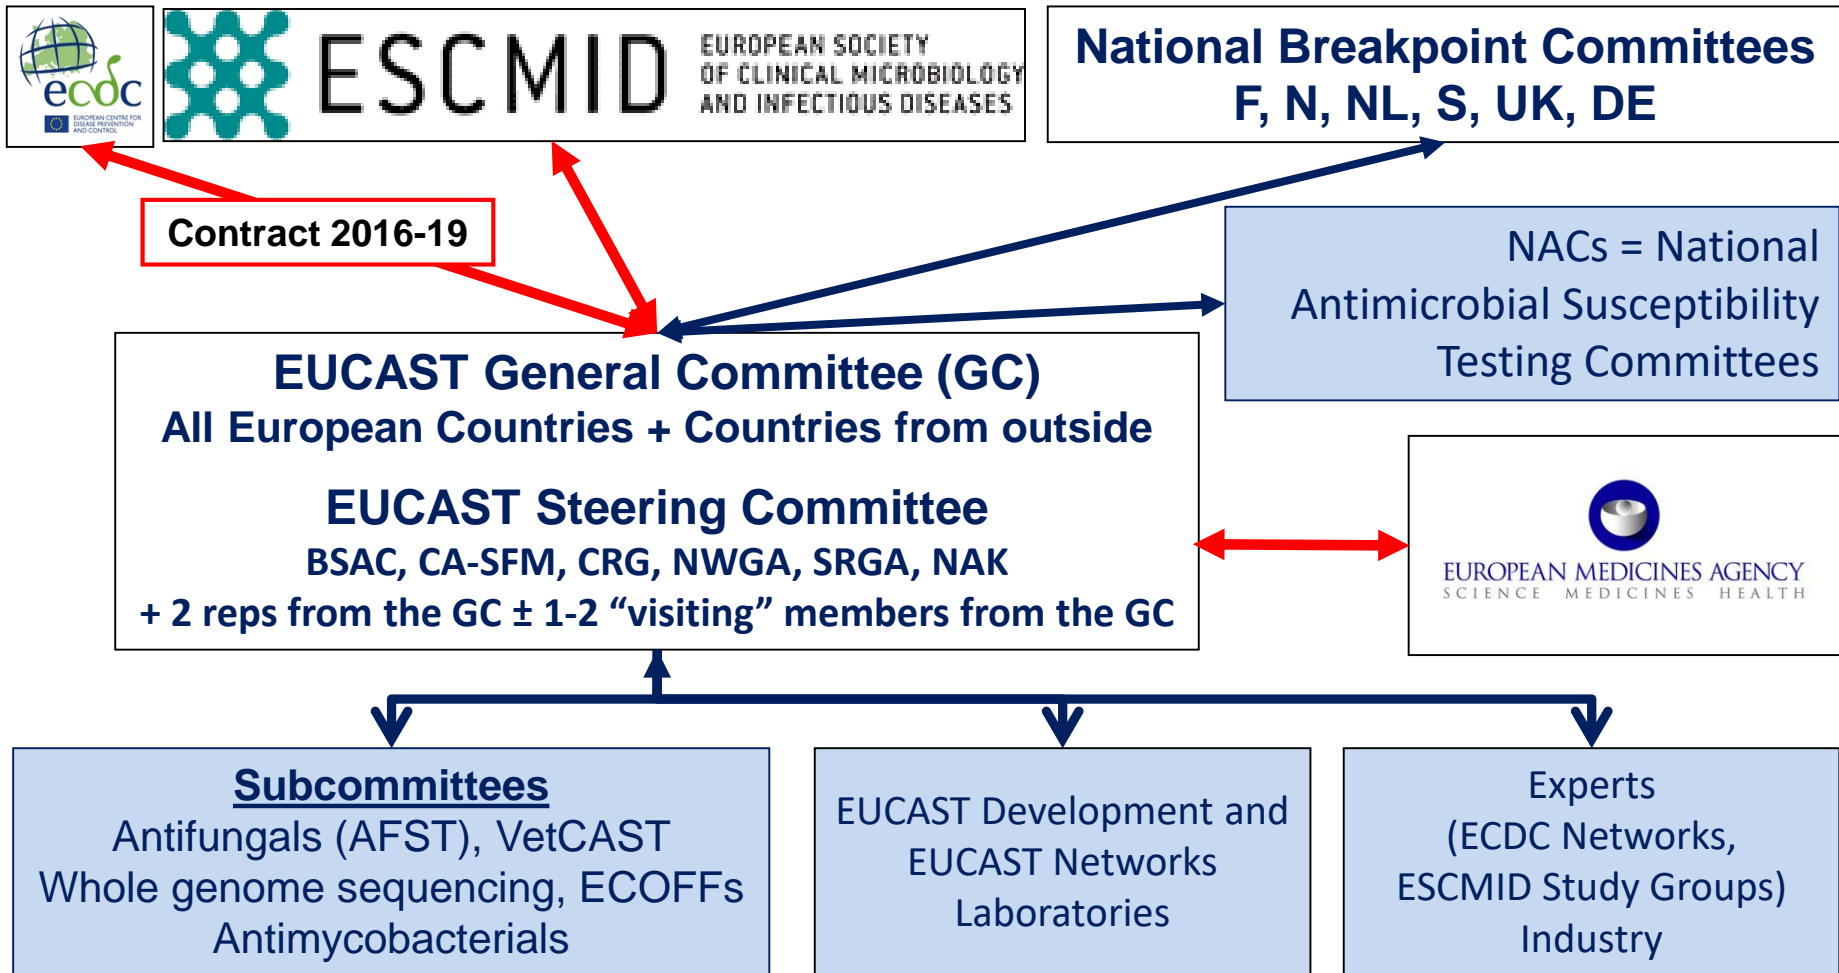 ecdc
EUROPEAN CENTRE FOR
DISEASE PREVENTION
AND CONTROL
ESCMID
EUROPEAN SOCIETY
OF CLINICAL MICROBIOLOGY
AND INFECTIOUS DISEASES
National Breakpoint Committees
F, N, NL, S, UK, DE
Contract 2016-19
NACs = National
Antimicrobial Susceptibility
Testing Committees
EUCAST General Committee (GC)
All European Countries + Countries from outside
EUCAST Steering Committee
BSAC, CA-SFM, CRG, NWGA, SRGA, NAK
+ 2 reps from the GC ± 1-2 “visiting” members from the GC
EUROPEAN MEDICINES AGENCY
SCIENCE MEDICINES HEALTH
Subcommittees
Antifungals (AFST), VetCAST
Whole genome sequencing, ECOFFs
Antimycobacterials
EUCAST Development and
EUCAST Networks
Laboratories
Experts
(ECDC Networks,
ESCMID Study Groups)
Industry